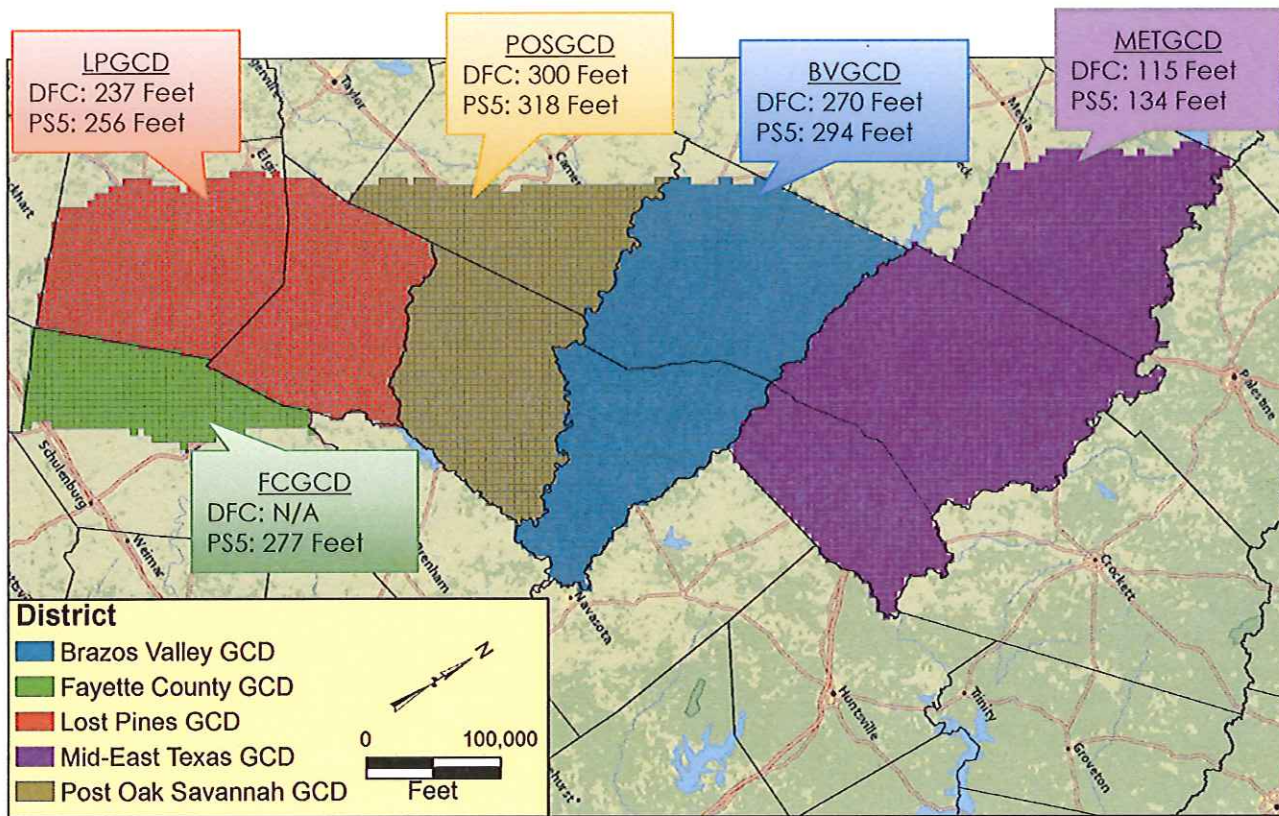 LPGCD
DFC: 237 Feet
PS5: 256 Feet
POSGCD
DFC: 300 Feet
PS5: 318 Feet
BVGCD
DFC: 270 Feet
PS5: 294 Feet
METGCD
DFC: 115 Feet
PS5: 134 Feet
Taylor
Elgin
Mexia
Palestine
Schulenburg
Weimar
FCGCD
DFC: N/A
PS5: 277 Feet
Navasota
Crockett
Huntsville
Trinity
Groveton
District
Brazos Valley GCD
Fayette County GCD
Lost Pines GCD
Mid-East Texas GCD
Post Oak Savannah GCD
N
0 100,000
Feet